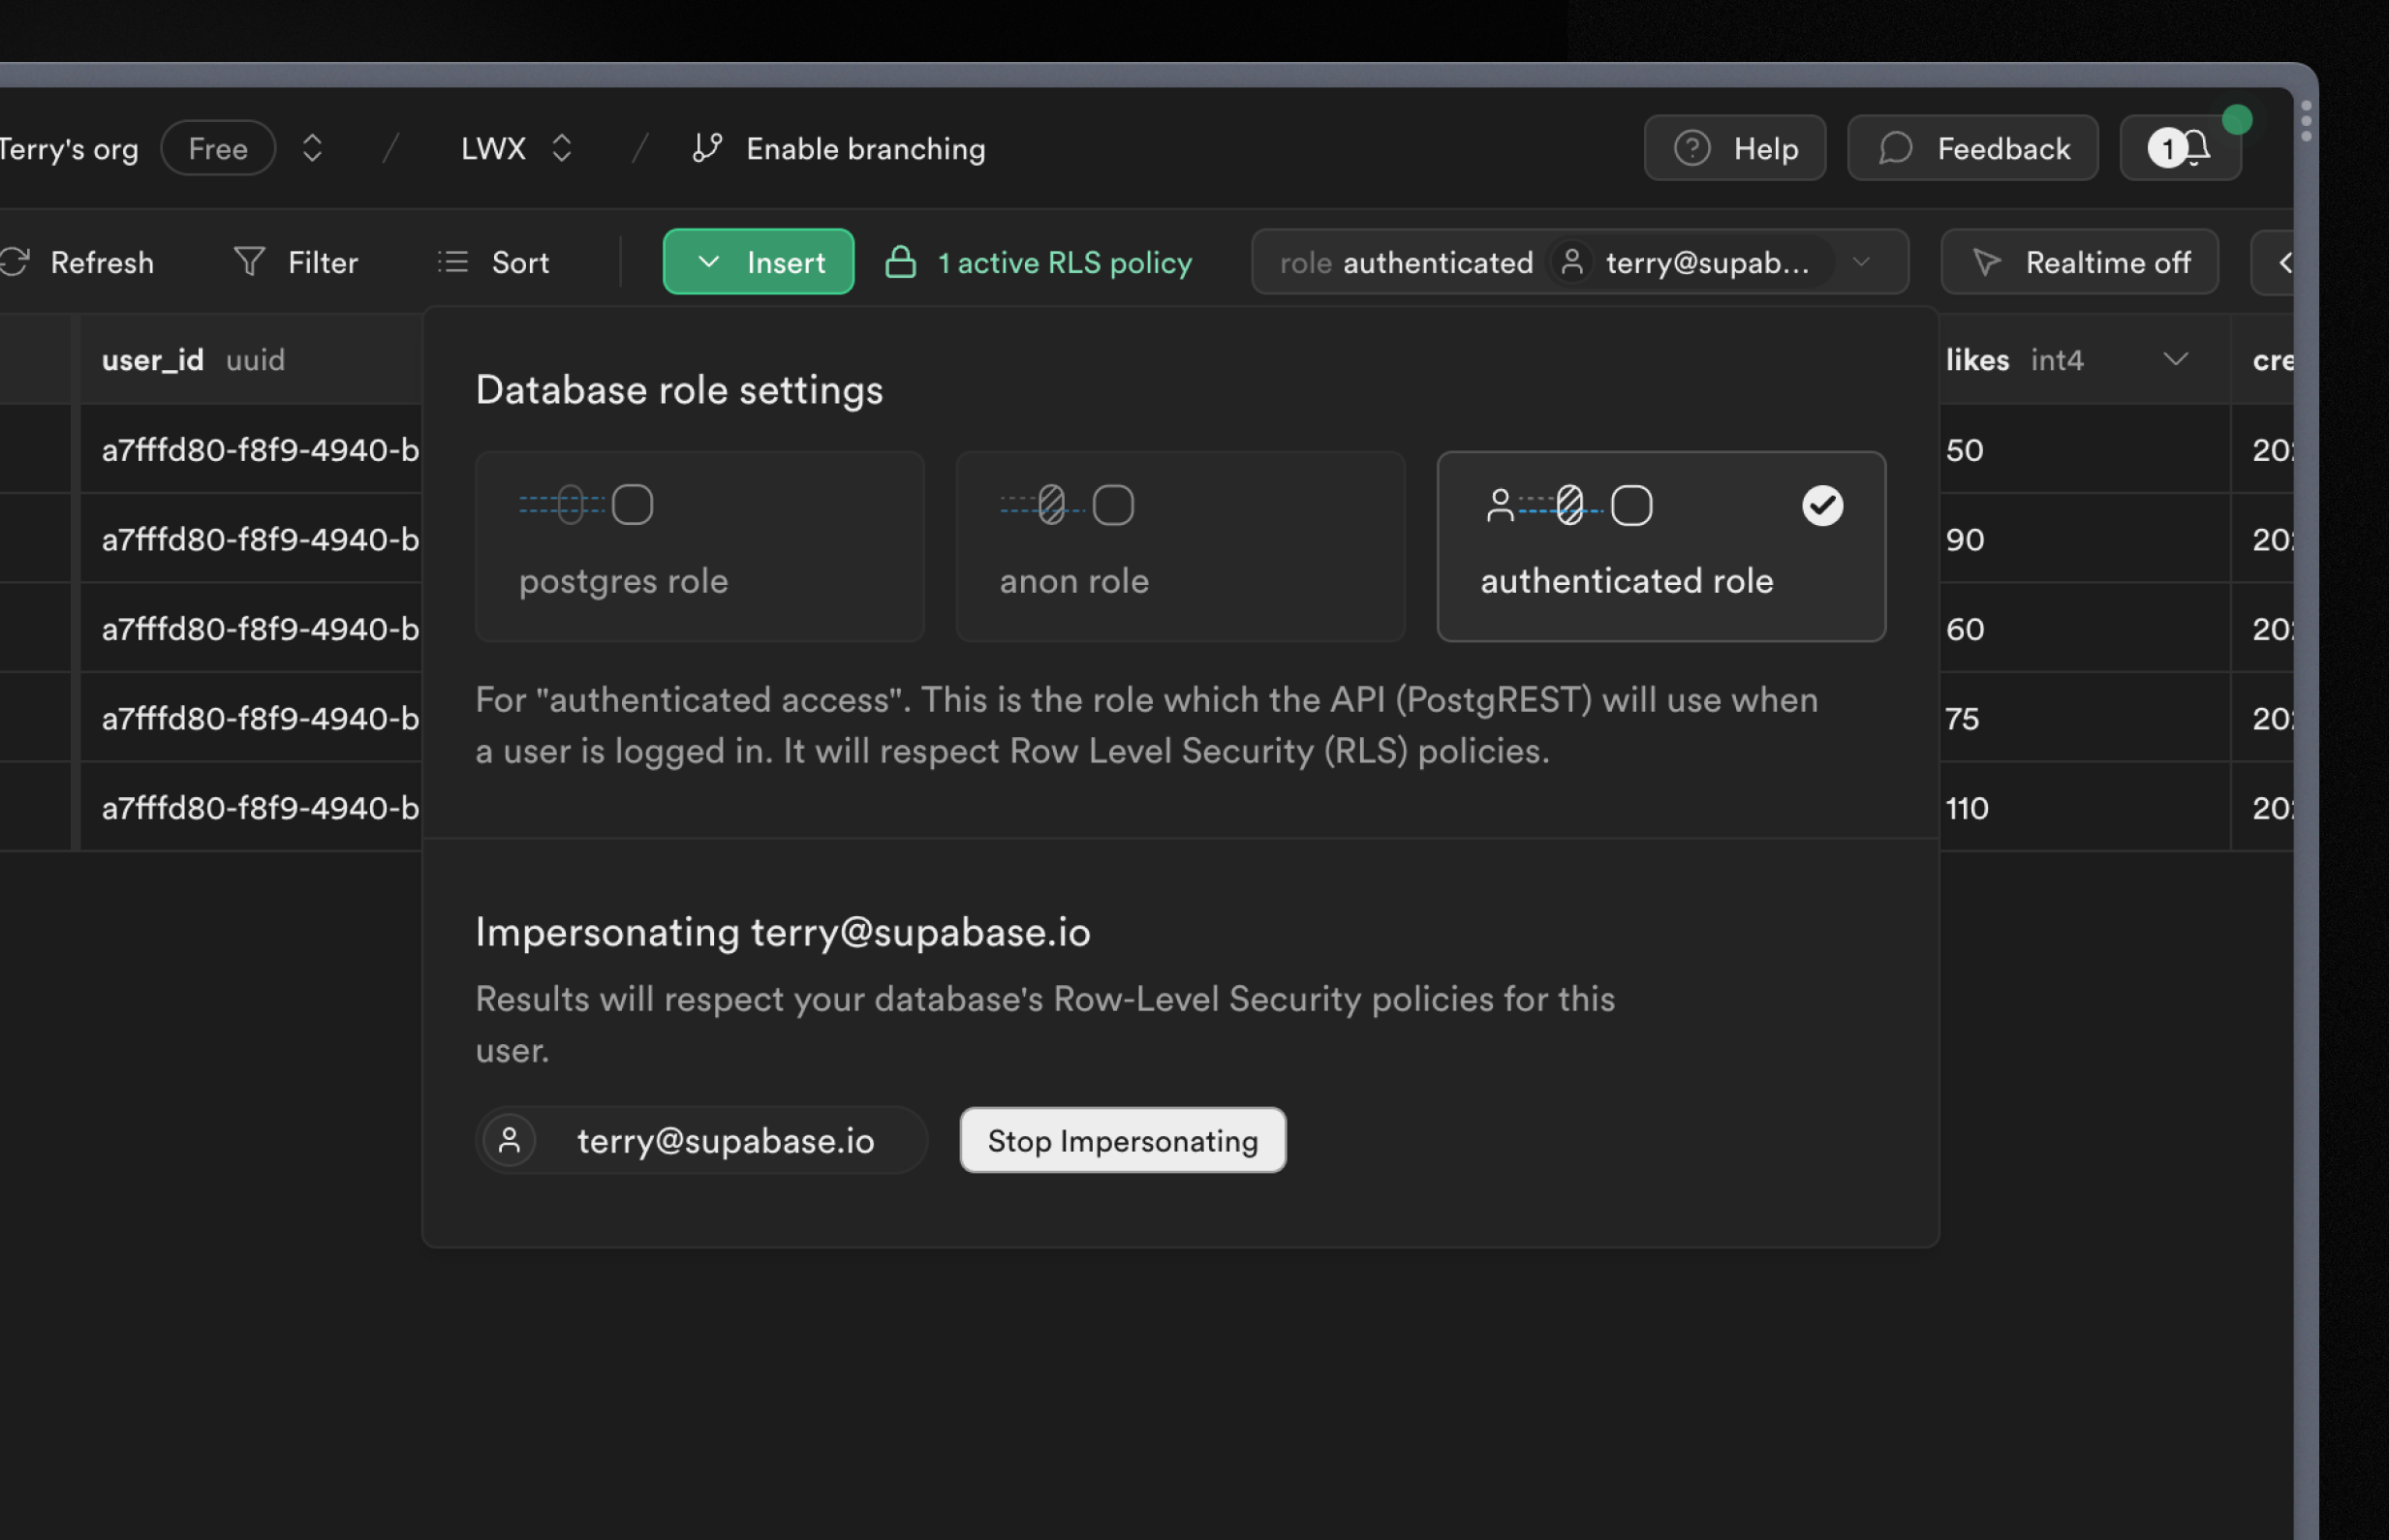 Terry's org Free / LWX / Enable branching Help Feedback 1
Refresh Filter Sort Insert 1 active RLS policy role authenticated terry@supab... Realtime off
user_id uuid likes int4 cre
a7fffd80-f8f9-4940-b 50 20
a7fffd80-f8f9-4940-b 90 20
a7fffd80-f8f9-4940-b 60 20
a7fffd80-f8f9-4940-b 75 20
a7fffd80-f8f9-4940-b 110 20
Database role settings
postgres role anon role authenticated role
For "authenticated access". This is the role which the API (PostgREST) will use when
a user is logged in. It will respect Row Level Security (RLS) policies.
Impersonating terry@supabase.io
Results will respect your database's Row-Level Security policies for this
user.
terry@supabase.io Stop Impersonating